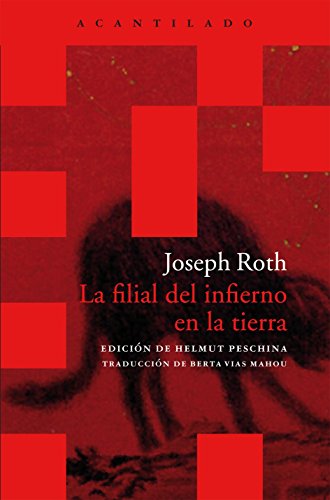 ACANTILADO
Joseph Roth
La filial del infierno
en la tierra
EDICIÓN DE HELMUT PESCHINA
TRADUCCIÓN DE BERTA VIAS MAHOU